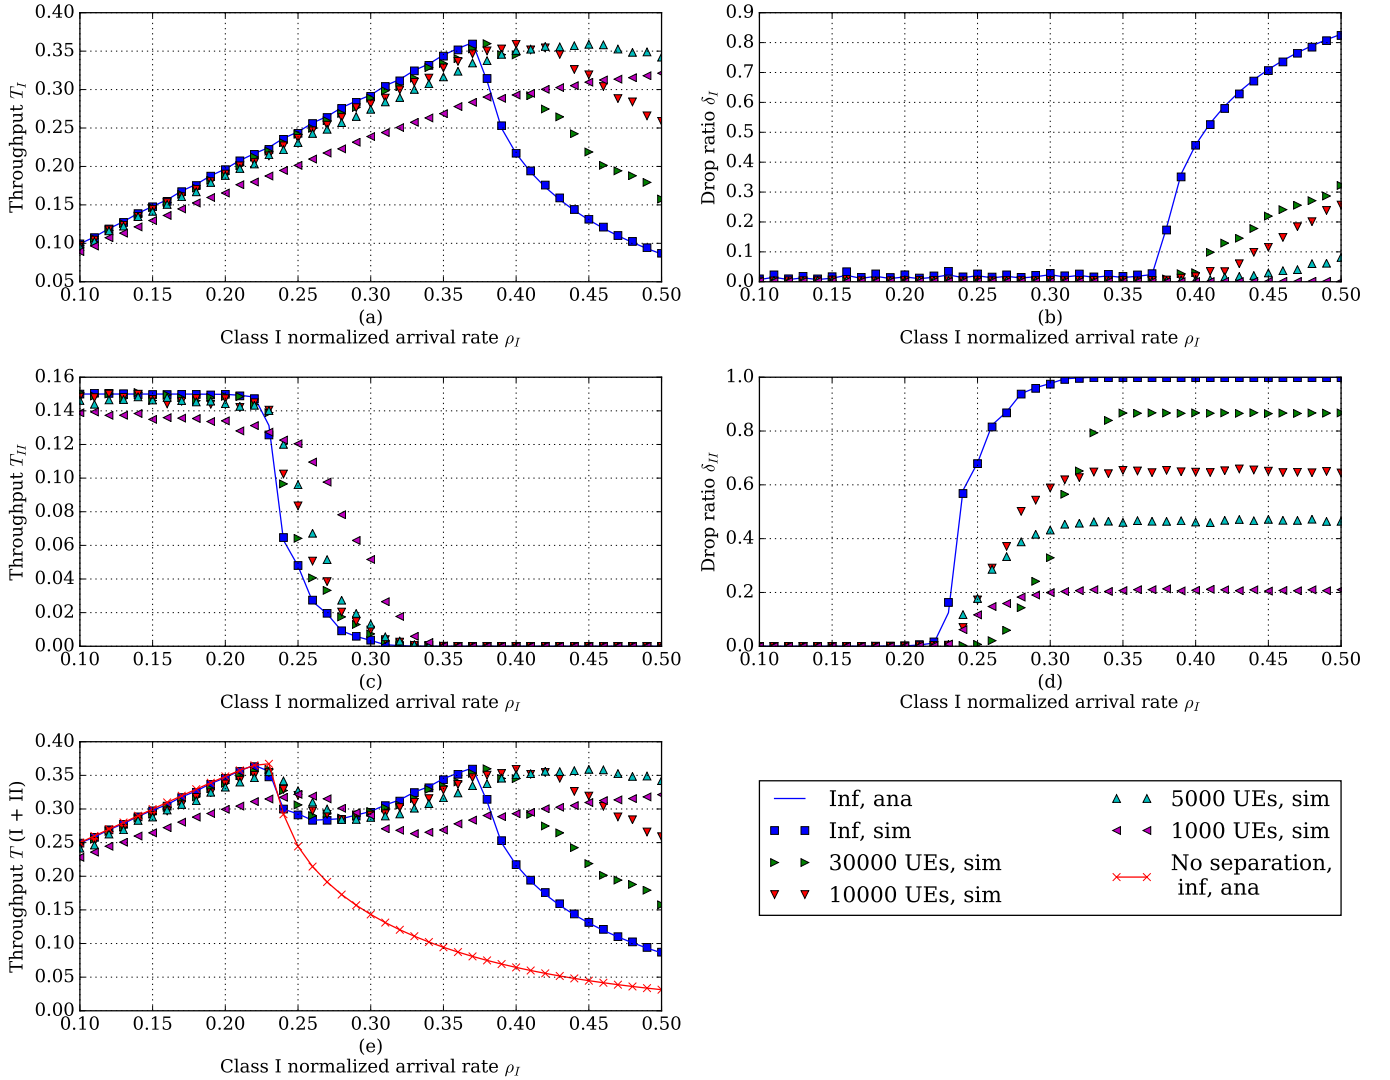 0.40
0.35
0.30
0.25
0.20
0.15
0.10
0.05
Throughput T_I
0.10 0.15 0.20 0.25 0.30 0.35 0.40 0.45 0.50
(a)
Class I normalized arrival rate ρ_I
0.9
0.8
0.7
0.6
0.5
0.4
0.3
0.2
0.1
0.0
Drop ratio δ_I
0.10 0.15 0.20 0.25 0.30 0.35 0.40 0.45 0.50
(b)
Class I normalized arrival rate ρ_I
0.16
0.14
0.12
0.10
0.08
0.06
0.04
0.02
0.00
Throughput T_II
0.10 0.15 0.20 0.25 0.30 0.35 0.40 0.45 0.50
(c)
Class I normalized arrival rate ρ_I
1.0
0.8
0.6
0.4
0.2
0.0
Drop ratio δ_II
0.10 0.15 0.20 0.25 0.30 0.35 0.40 0.45 0.50
(d)
Class I normalized arrival rate ρ_I
0.40
0.35
0.30
0.25
0.20
0.15
0.10
0.05
0.00
Throughput T (I + II)
0.10 0.15 0.20 0.25 0.30 0.35 0.40 0.45 0.50
(e)
Class I normalized arrival rate ρ_I
Inf, ana
Inf, sim
30000 UEs, sim
10000 UEs, sim
5000 UEs, sim
1000 UEs, sim
No separation,
inf, ana